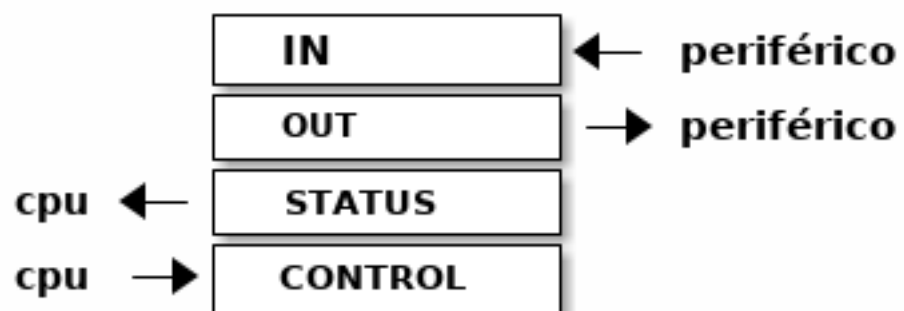 IN periférico
OUT periférico
cpu STATUS
cpu CONTROL